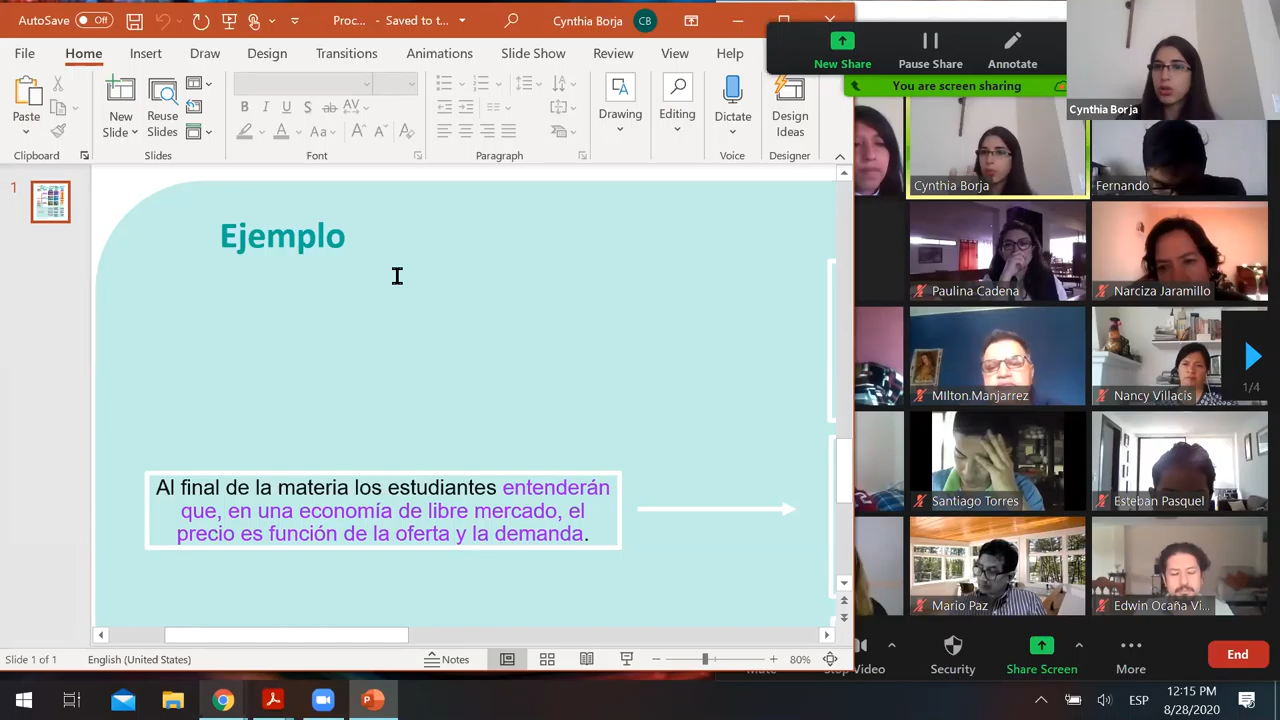 AutoSave Off
Proc... - Saved to t...
Cynthia Borja
CB
File Home Insert Draw Design Transitions Animations Slide Show Review View Help
Paste
New Slide
Reuse Slides
Drawing
Editing
Dictate
Design Ideas
Clipboard
Slides
Font
Paragraph
Voice
Designer
New Share
Pause Share
Annotate
You are screen sharing
Cynthia Borja
1
Ejemplo
Al final de la materia los estudiantes entenderán
que, en una economía de libre mercado, el
precio es función de la oferta y la demanda.
Cynthia Borja
Fernando
Paulina Cadena
Narciza Jaramillo
MIlton.Manjarrez
Nancy Villacis
1/4
Santiago Torres
Esteban Pasquel
Mario Paz
Edwin Ocaña Vi...
Slide 1 of 1
English (United States)
Notes
80%
Mute
Stop Video
Security
Share Screen
More
End
ESP
12:15 PM
8/28/2020